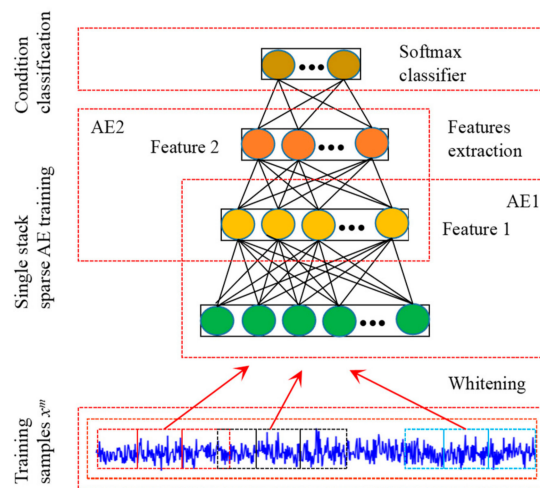 Condition
classification
Softmax
classifier
AE2
Feature 2
Features
extraction
Single stack
sparse AE training
AE1
Feature 1
Whitening
Training
samples xᵐ